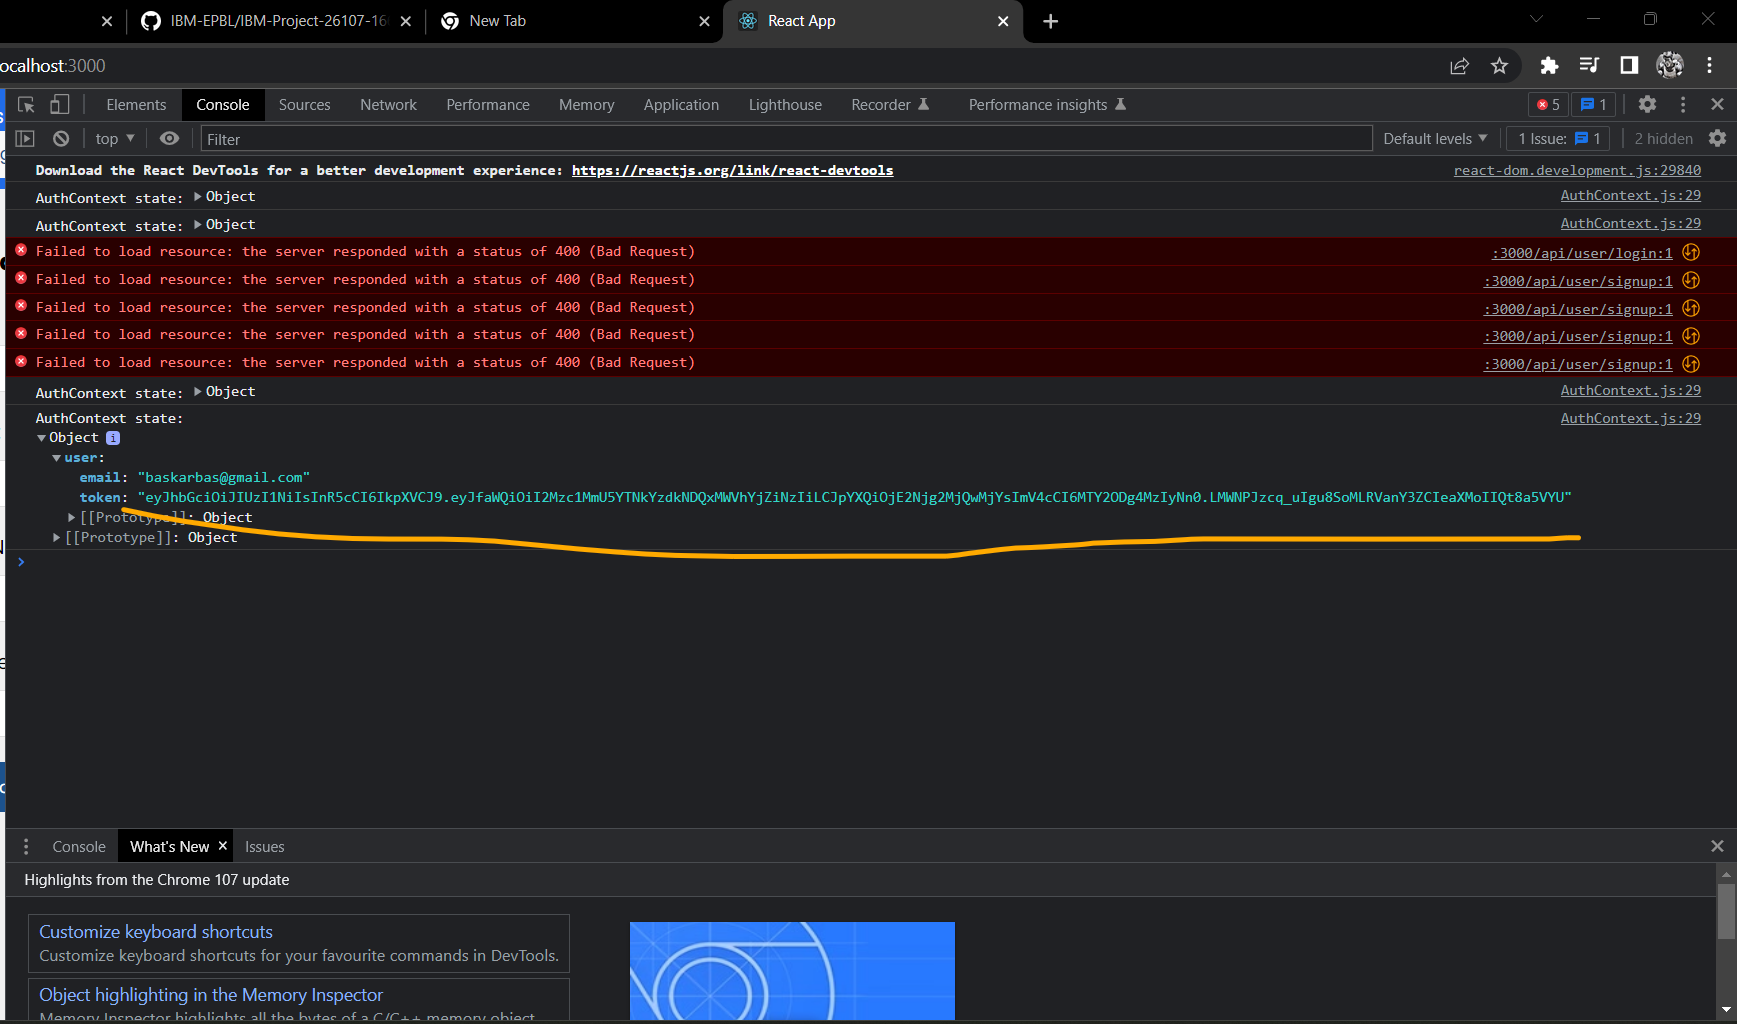 IBM-EPBL/IBM-Project-26107-16
New Tab
React App
ocalhost:3000
Elements Console Sources Network Performance Memory Application Lighthouse Recorder Performance insights 5 1
top Filter Default levels 1 Issue: 1 2 hidden
Download the React DevTools for a better development experience: https://reactjs.org/link/react-devtools react-dom.development.js:29840
AuthContext state: Object AuthContext.js:29
AuthContext state: Object AuthContext.js:29
Failed to load resource: the server responded with a status of 400 (Bad Request) :3000/api/user/login:1
Failed to load resource: the server responded with a status of 400 (Bad Request) :3000/api/user/signup:1
Failed to load resource: the server responded with a status of 400 (Bad Request) :3000/api/user/signup:1
Failed to load resource: the server responded with a status of 400 (Bad Request) :3000/api/user/signup:1
Failed to load resource: the server responded with a status of 400 (Bad Request) :3000/api/user/signup:1
AuthContext state: Object AuthContext.js:29
AuthContext state: AuthContext.js:29
Object i
user:
email: "baskarbas@gmail.com"
token: "eyJhbGciOiJIUzI1NiIsInR5cCI6IkpXVCJ9.eyJfaWQiOiI2Mzc1MmU5YTNkYzdkNDQxMWVhYjZiNzIiLCJpYXQiOjE2Njg2MjQwMjYsImV4cCI6MTY2ODg4MzIyNn0.LMWNPJzcq_uIgu8SoMLRVanY3ZCIeaXMoIIQt8a5VYU"
[[Prototype]]: Object
[[Prototype]]: Object
Console What's New Issues
Highlights from the Chrome 107 update
Customize keyboard shortcuts
Customize keyboard shortcuts for your favourite commands in DevTools.
Object highlighting in the Memory Inspector
Memory Inspector highlights all the bytes of a C/C++ memory object